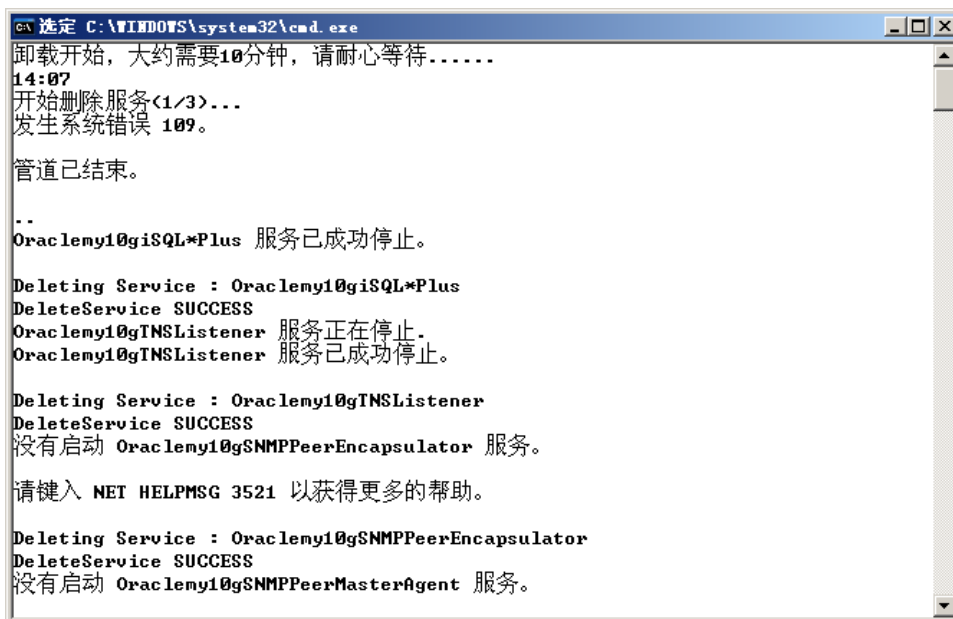 选定 C:\WINDOWS\system32\cmd.exe
卸载开始，大约需要10分钟，请耐心等待......
14:07
开始删除服务(1/3)...
发生系统错误 109。
管道已结束。
..
Oraclemy10giSQL*Plus 服务已成功停止。
Deleting Service : Oraclemy10giSQL*Plus
DeleteService SUCCESS
Oraclemy10gTNSListener 服务正在停止.
Oraclemy10gTNSListener 服务已成功停止。
Deleting Service : Oraclemy10gTNSListener
DeleteService SUCCESS
没有启动 Oraclemy10gSNMPPeerEncapsulator 服务。
请键入 NET HELPMSG 3521 以获得更多的帮助。
Deleting Service : Oraclemy10gSNMPPeerEncapsulator
DeleteService SUCCESS
没有启动 Oraclemy10gSNMPPeerMasterAgent 服务。